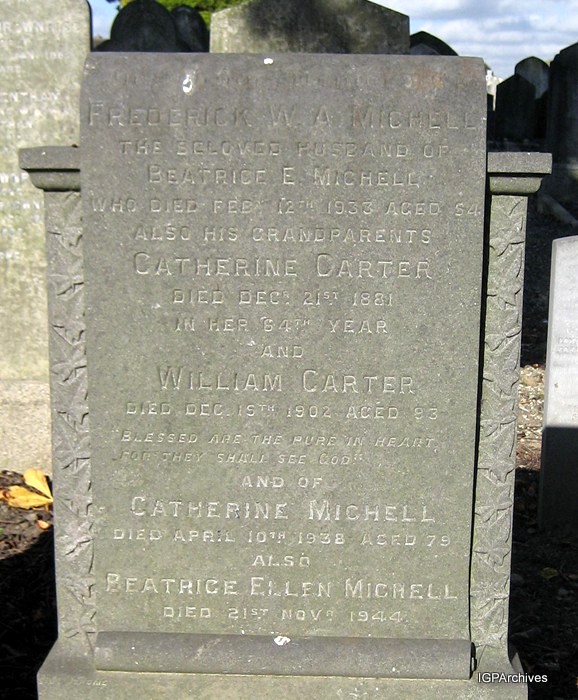 Frederick W. A. Michell
the beloved husband of
Beatrice E. Michell
who died Feby 12th 1933 aged 54
also his grandparents
Catherine Carter
died Decr 21st 1881
in her 64th year
and
William Carter
died Dec. 15th 1902 aged 83
"Blessed are the pure in heart,
for they shall see God"
and of
Catherine Michell
died April 10th 1938 aged 79
also
Beatrice Ellen Michell
died 21st Novr 1944
IGPArchives